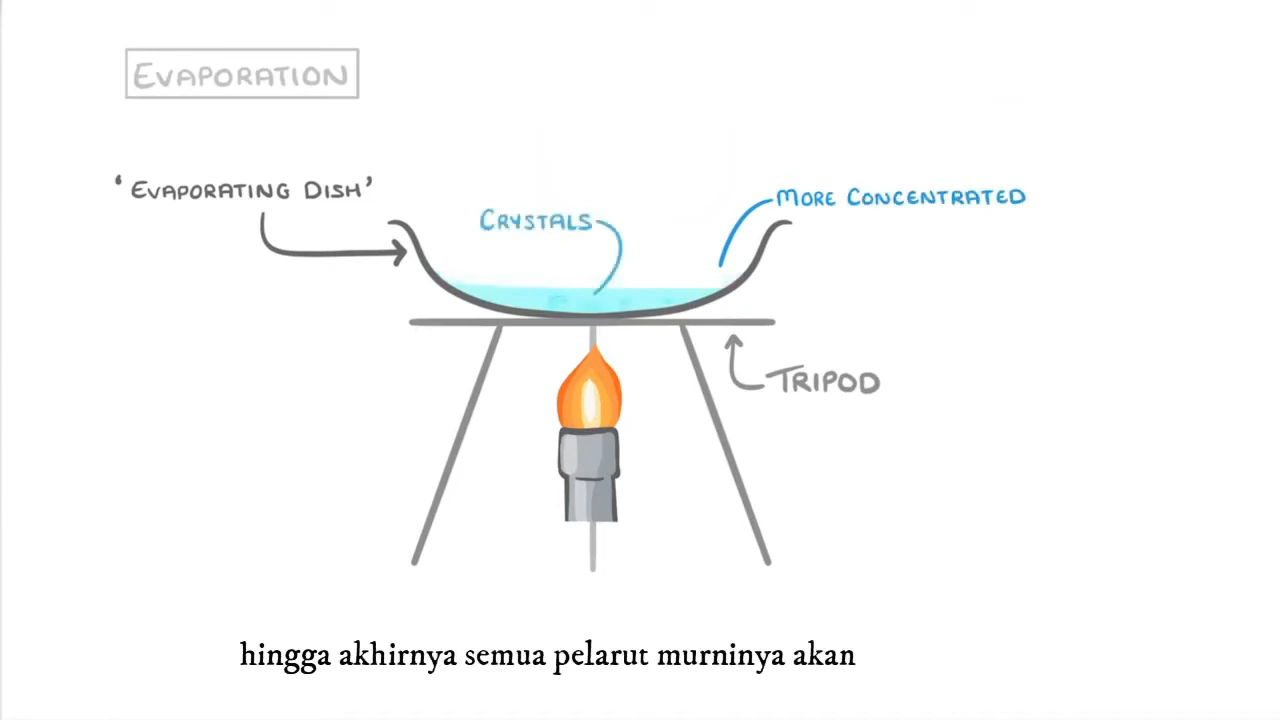 EVAPORATION
'EVAPORATING DISH'
CRYSTALS
MORE CONCENTRATED
TRIPOD
hingga akhirnya semua pelarut murninya akan